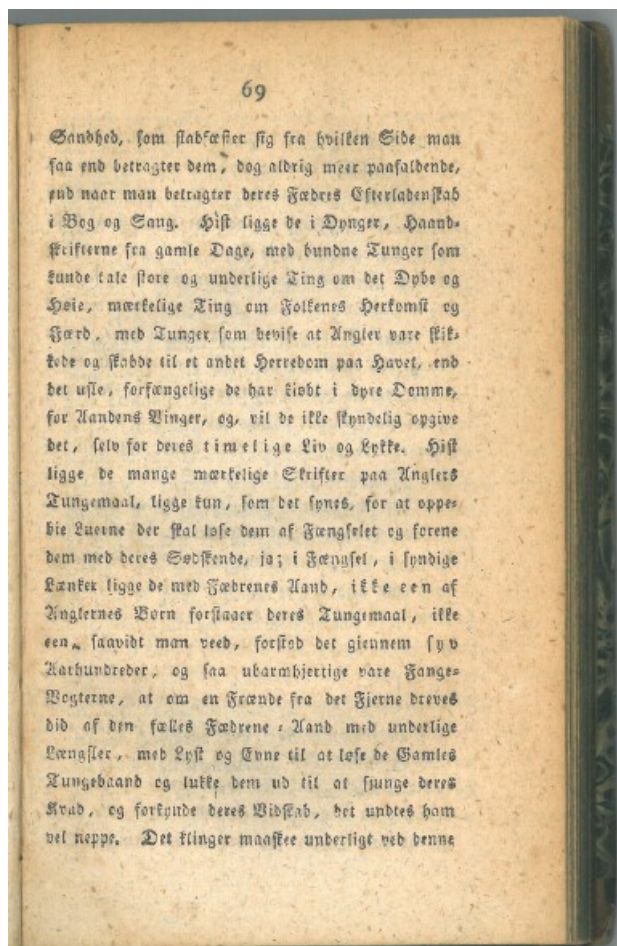 69
Sandhed, som stadfæster sig fra hvilken Side man
saa end betragter dem, dog aldrig meer paafaldende,
end naar man betragter deres Fædres Efterladenskab
i Bog og Sang. Hist ligge de i Dynger, Haand-
skrifterne fra gamle Dage, med bundne Tunger som
kunde tale store og underlige Ting om det Dybe og
Høie, mærkelige Ting om Folkenes Herkomst og
Færd, med Tunger som bevise at Angler vare skik-
kede og skabde til et andet Herredom paa Havet, end
det usle, forfængelige de har kiøbt i dyre Domme,
for Aandens Vinger, og, vil de ikke skyndelig opgive
det, selv for deres timelige Liv og Lykke. Hist
ligge de mange mærkelige Skrifter paa Anglers
Tungemaal, ligge kun, som det synes, for at oppe-
bie Luerne der skal løse dem af Fængselet og forene
dem med deres Sødskende, ja; i Fængsel, i syndige
Lænker ligge de med Fædrenes Aand, ikke een af
Anglernes Børn forstaaer deres Tungemaal, ikke
een, saavidt man veed, forstod det giennem syv
Aarhundreder, og saa ubarmhjertige vare Fange-
Vogterne, at om en Frænde fra det Fjerne dreves
did af den fælles Fædrene-Aand med underlige
Længsler, med Lyst og Evne til at løse de Gamles
Tungebaand og lukke dem ud til at sjunge deres
Kvad, og forkynde deres Vidskab, det undtes ham
vel neppe. Det klinger maaskee underligt ved denne